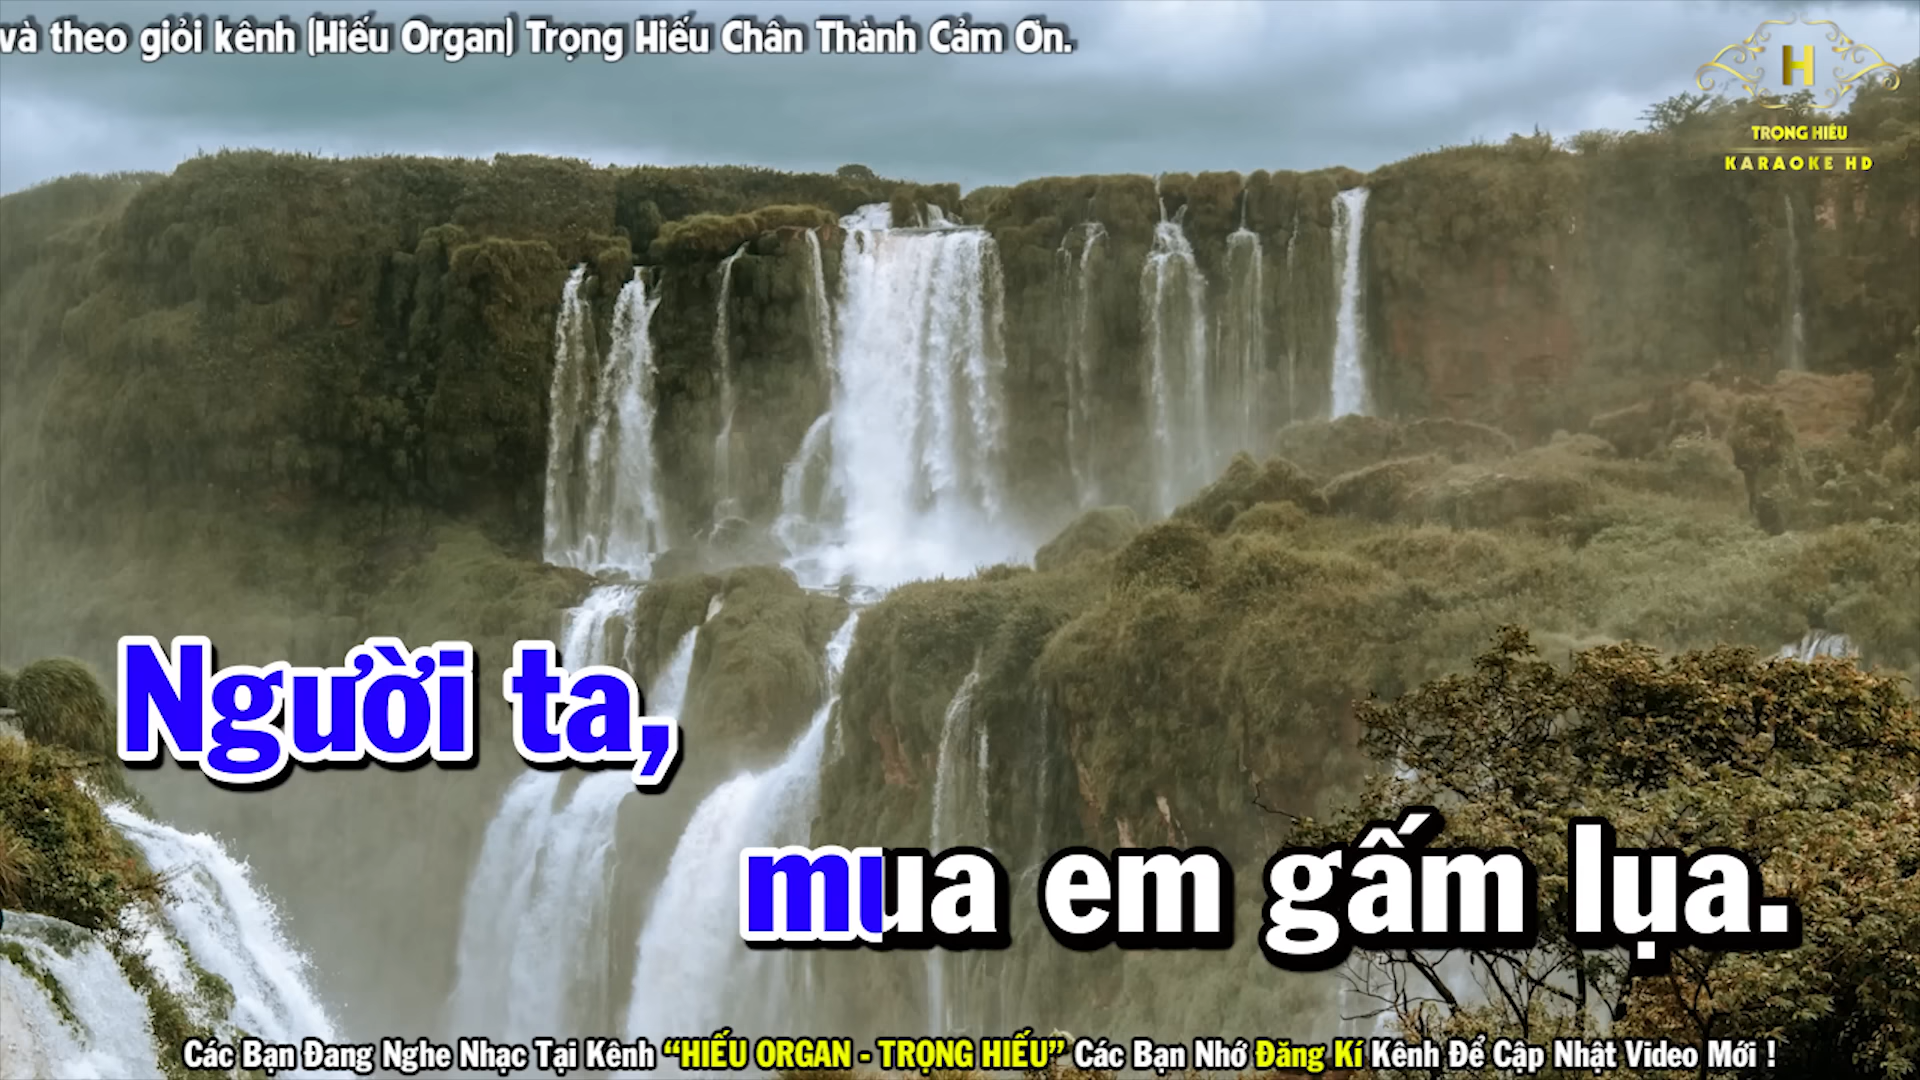 và theo giỏi kênh (Hiếu Organ) Trọng Hiếu Chân Thành Cảm Ơn.
H
TRỌNG HIẾU
KARAOKE HD
Người ta,
mua em gấm lụa.
Các Bạn Đang Nghe Nhạc Tại Kênh “HIẾU ORGAN - TRỌNG HIẾU” Các Bạn Nhớ Đăng Kí Kênh Để Cập Nhật Video Mới !